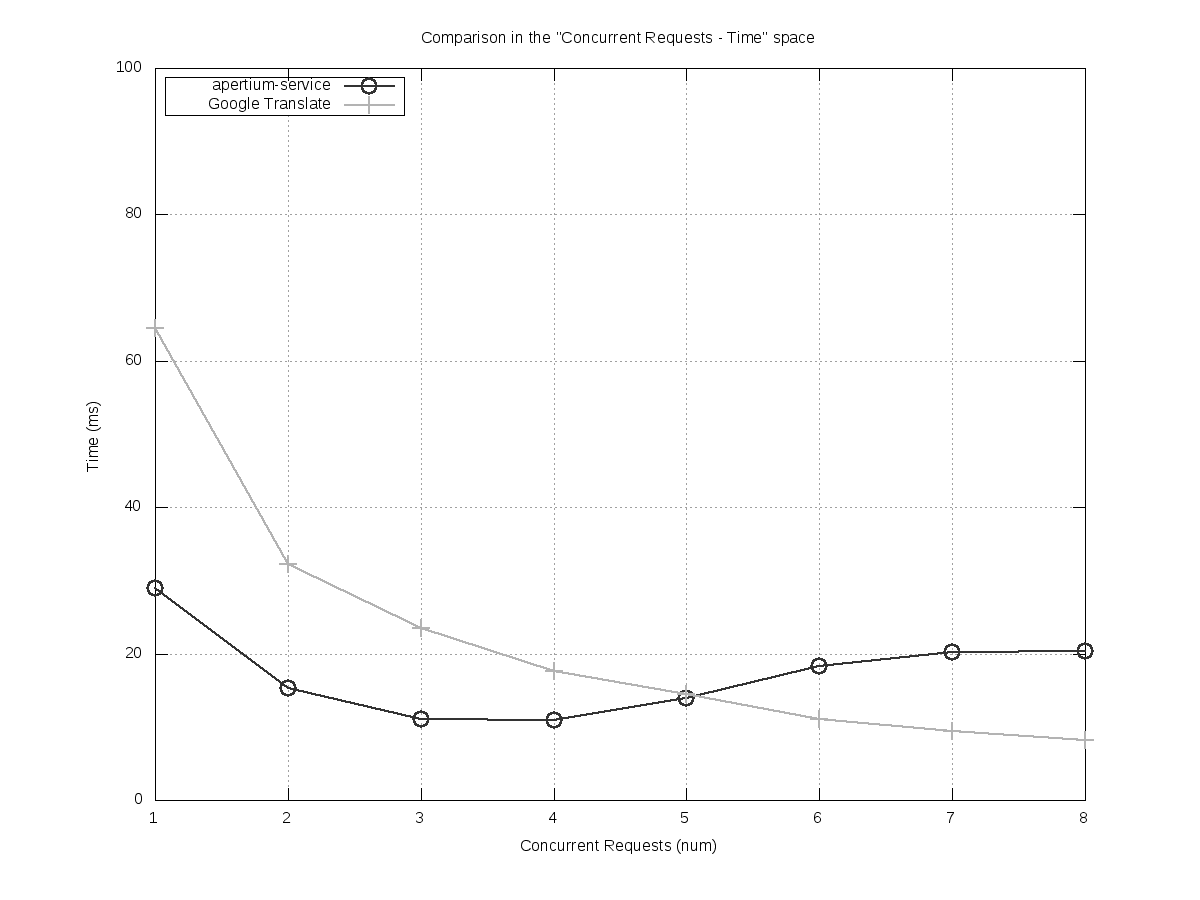 Comparison in the "Concurrent Requests - Time" space
100
apertium-service
Google Translate
80
60
Time (ms)
40
20
0
1 2 3 4 5 6 7 8
Concurrent Requests (num)